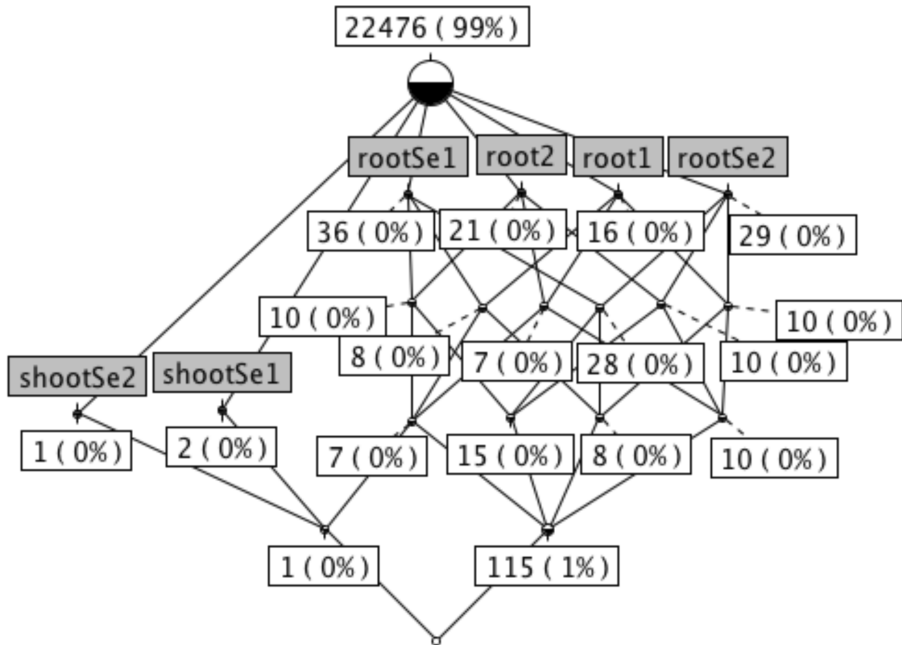 22476 ( 99% )
rootSe1
root2
root1
rootSe2
36 ( 0% )
21 ( 0% )
16 ( 0% )
29 ( 0% )
10 ( 0% )
10 ( 0% )
8 ( 0% )
7 ( 0% )
28 ( 0% )
10 ( 0% )
shootSe2
shootSe1
1 ( 0% )
2 ( 0% )
7 ( 0% )
15 ( 0% )
8 ( 0% )
10 ( 0% )
1 ( 0% )
115 ( 1% )